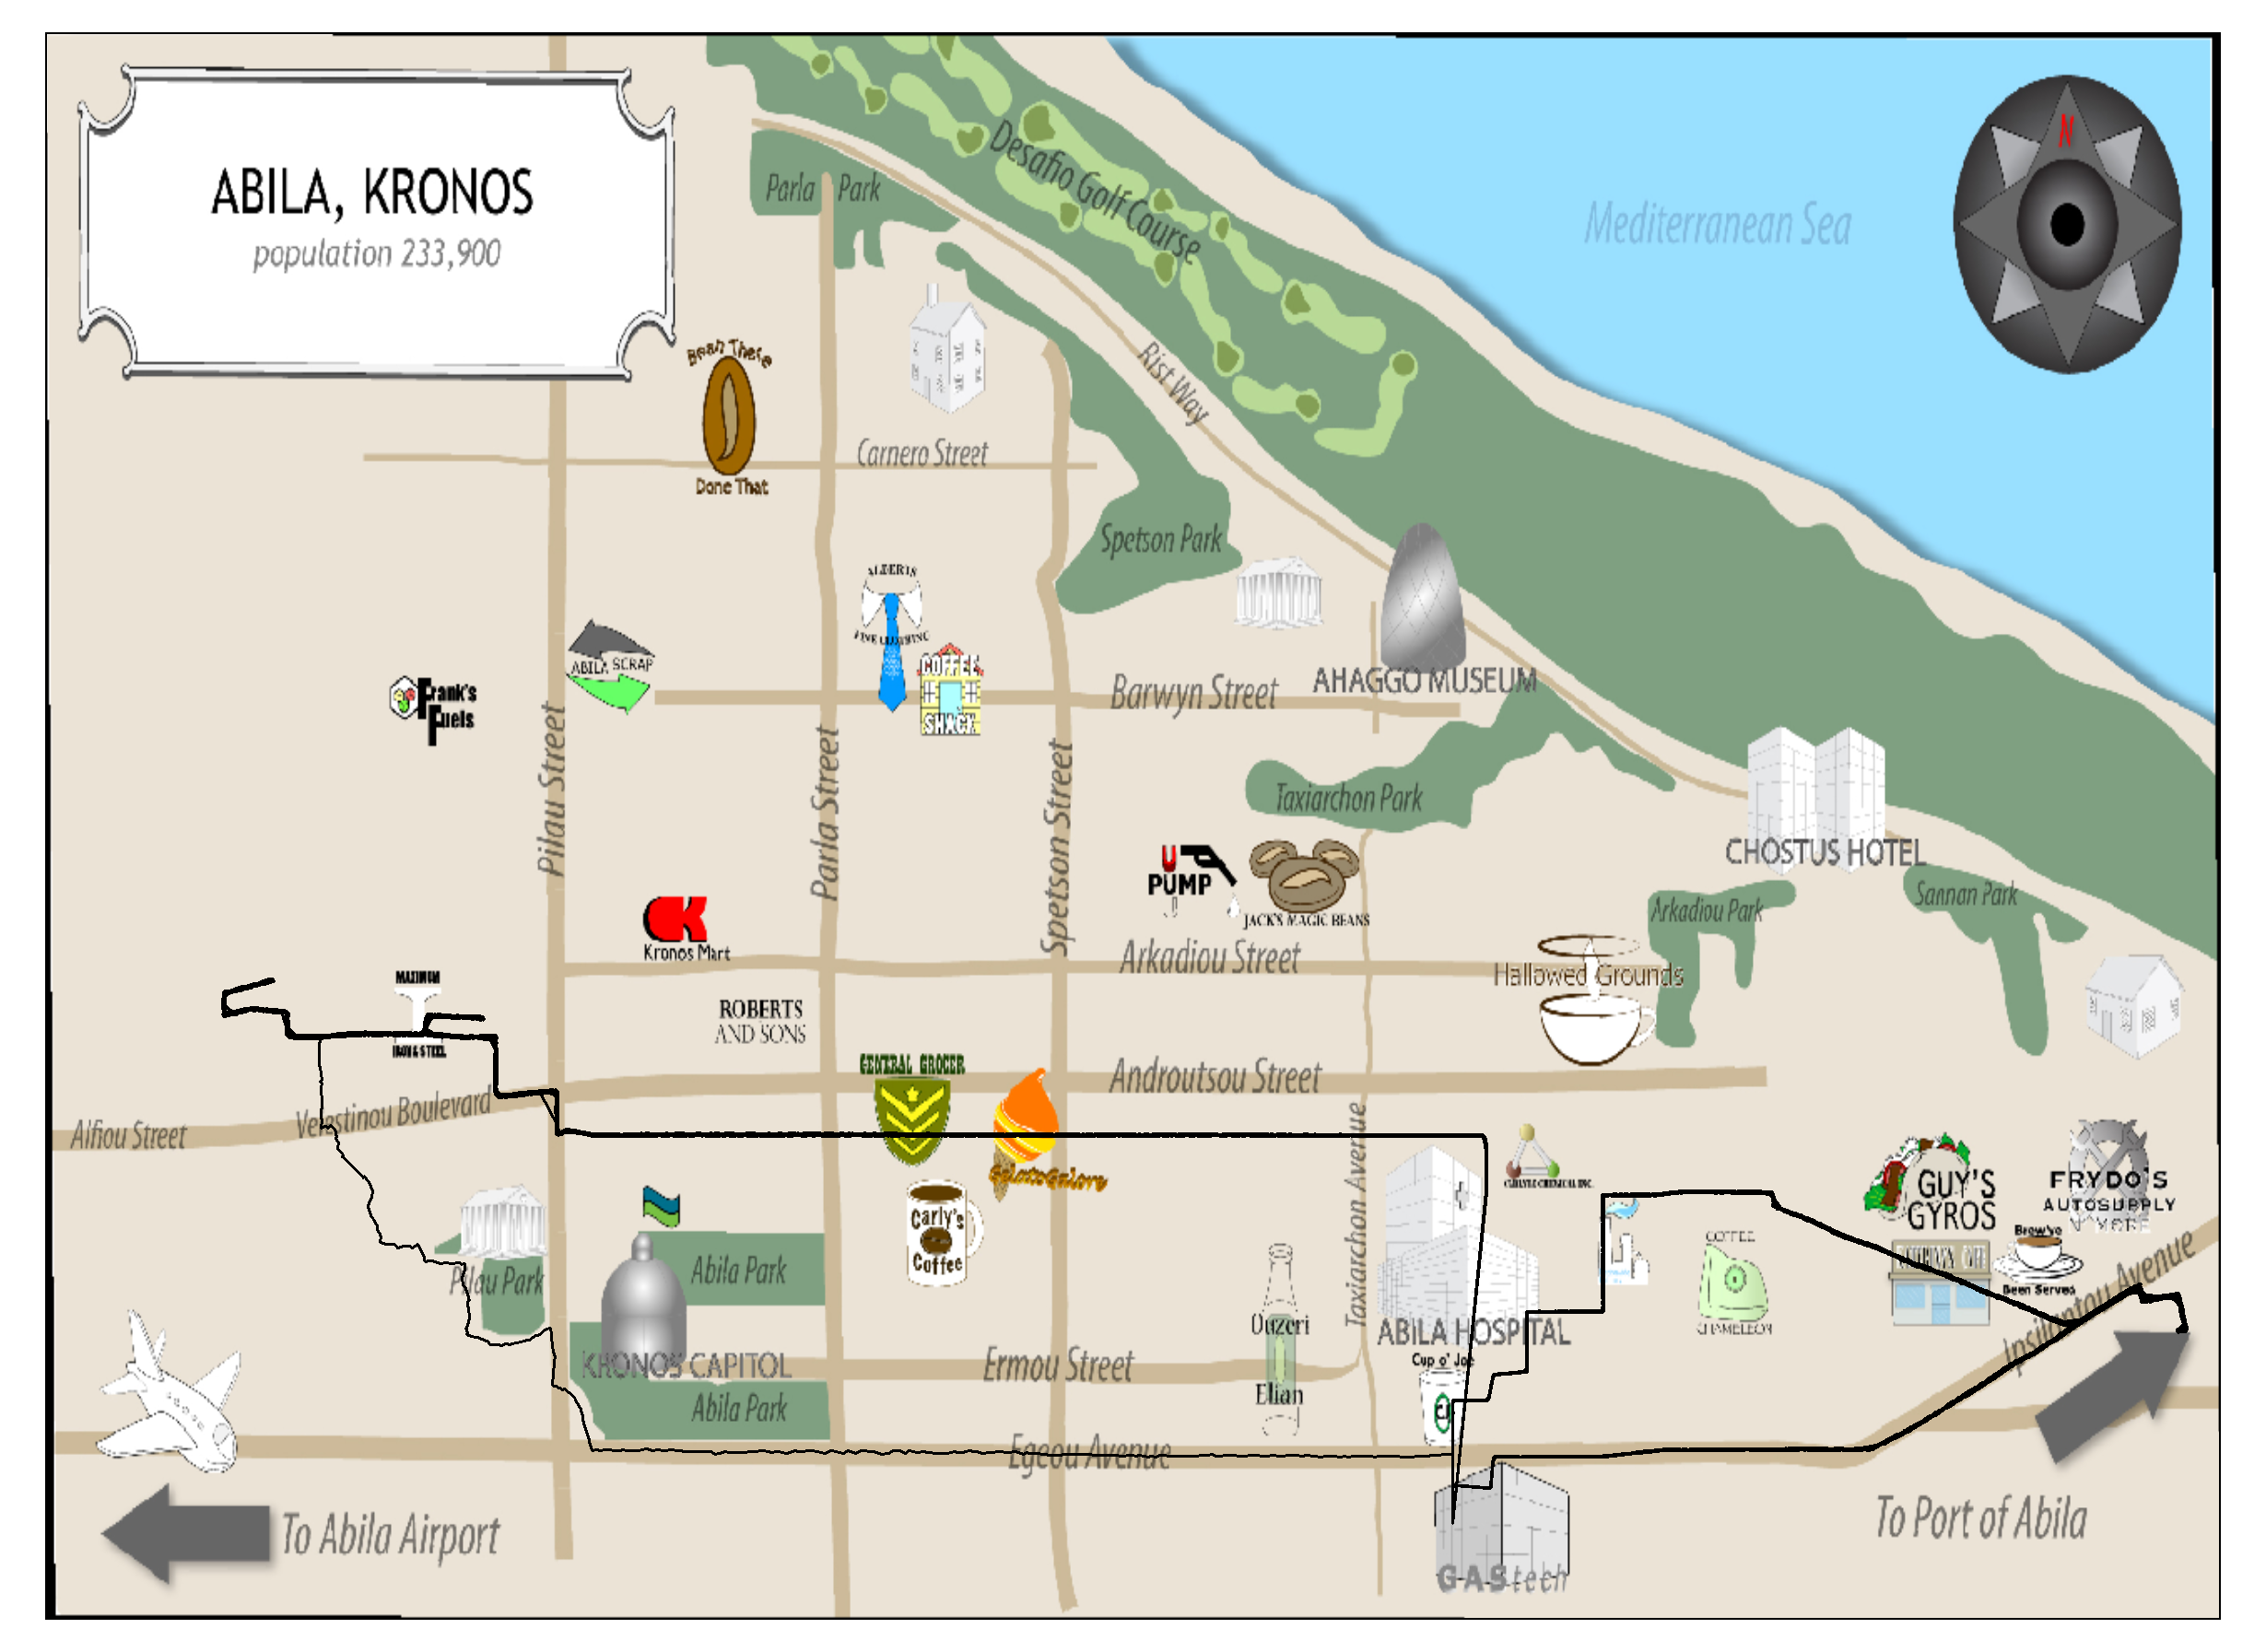 ABILA, KRONOS
population 233,900
N
Mediterranean Sea
Desafio Golf Course
Parla Park
Rist Way
Bean There
Done That
Carnero Street
Spetson Park
ALBERTS
FINE CLOTHING
ABILA SCRAP
Frank's
Fuels
COFFEE
SHACK
Barwyn Street
AHAGGO MUSEUM
Pilau Street
Parla Street
Spetson Street
Taxiarchon Park
CHOSTUS HOTEL
U
PUMP
JACK'S MAGIC BEANS
Arkadiou Park
Sannan Park
Kronos Mart
Arkadiou Street
Hallowed Grounds
MAXIMUM
IRON & STEEL
ROBERTS
AND SONS
GENERAL GROCER
Androutsou Street
Alfiou Street
Verestinou Boulevard
Gelato Galore
Taxiarchon Avenue
CARLYLE CHEMICAL INC.
GUY'S
GYROS
FRYDO'S
AUTOSUPPLY
N' MORE
Brew've
Been Served
Carly's
Coffee
Pilau Park
Abila Park
COFFEE
CHAMELEON
Ipsilantou Avenue
Ouzeri
Elian
ABILA HOSPITAL
KRONOS CAPITOL
Ermou Street
Cup o' Joe
CJ
Abila Park
Egeou Avenue
To Abila Airport
To Port of Abila
GAStech